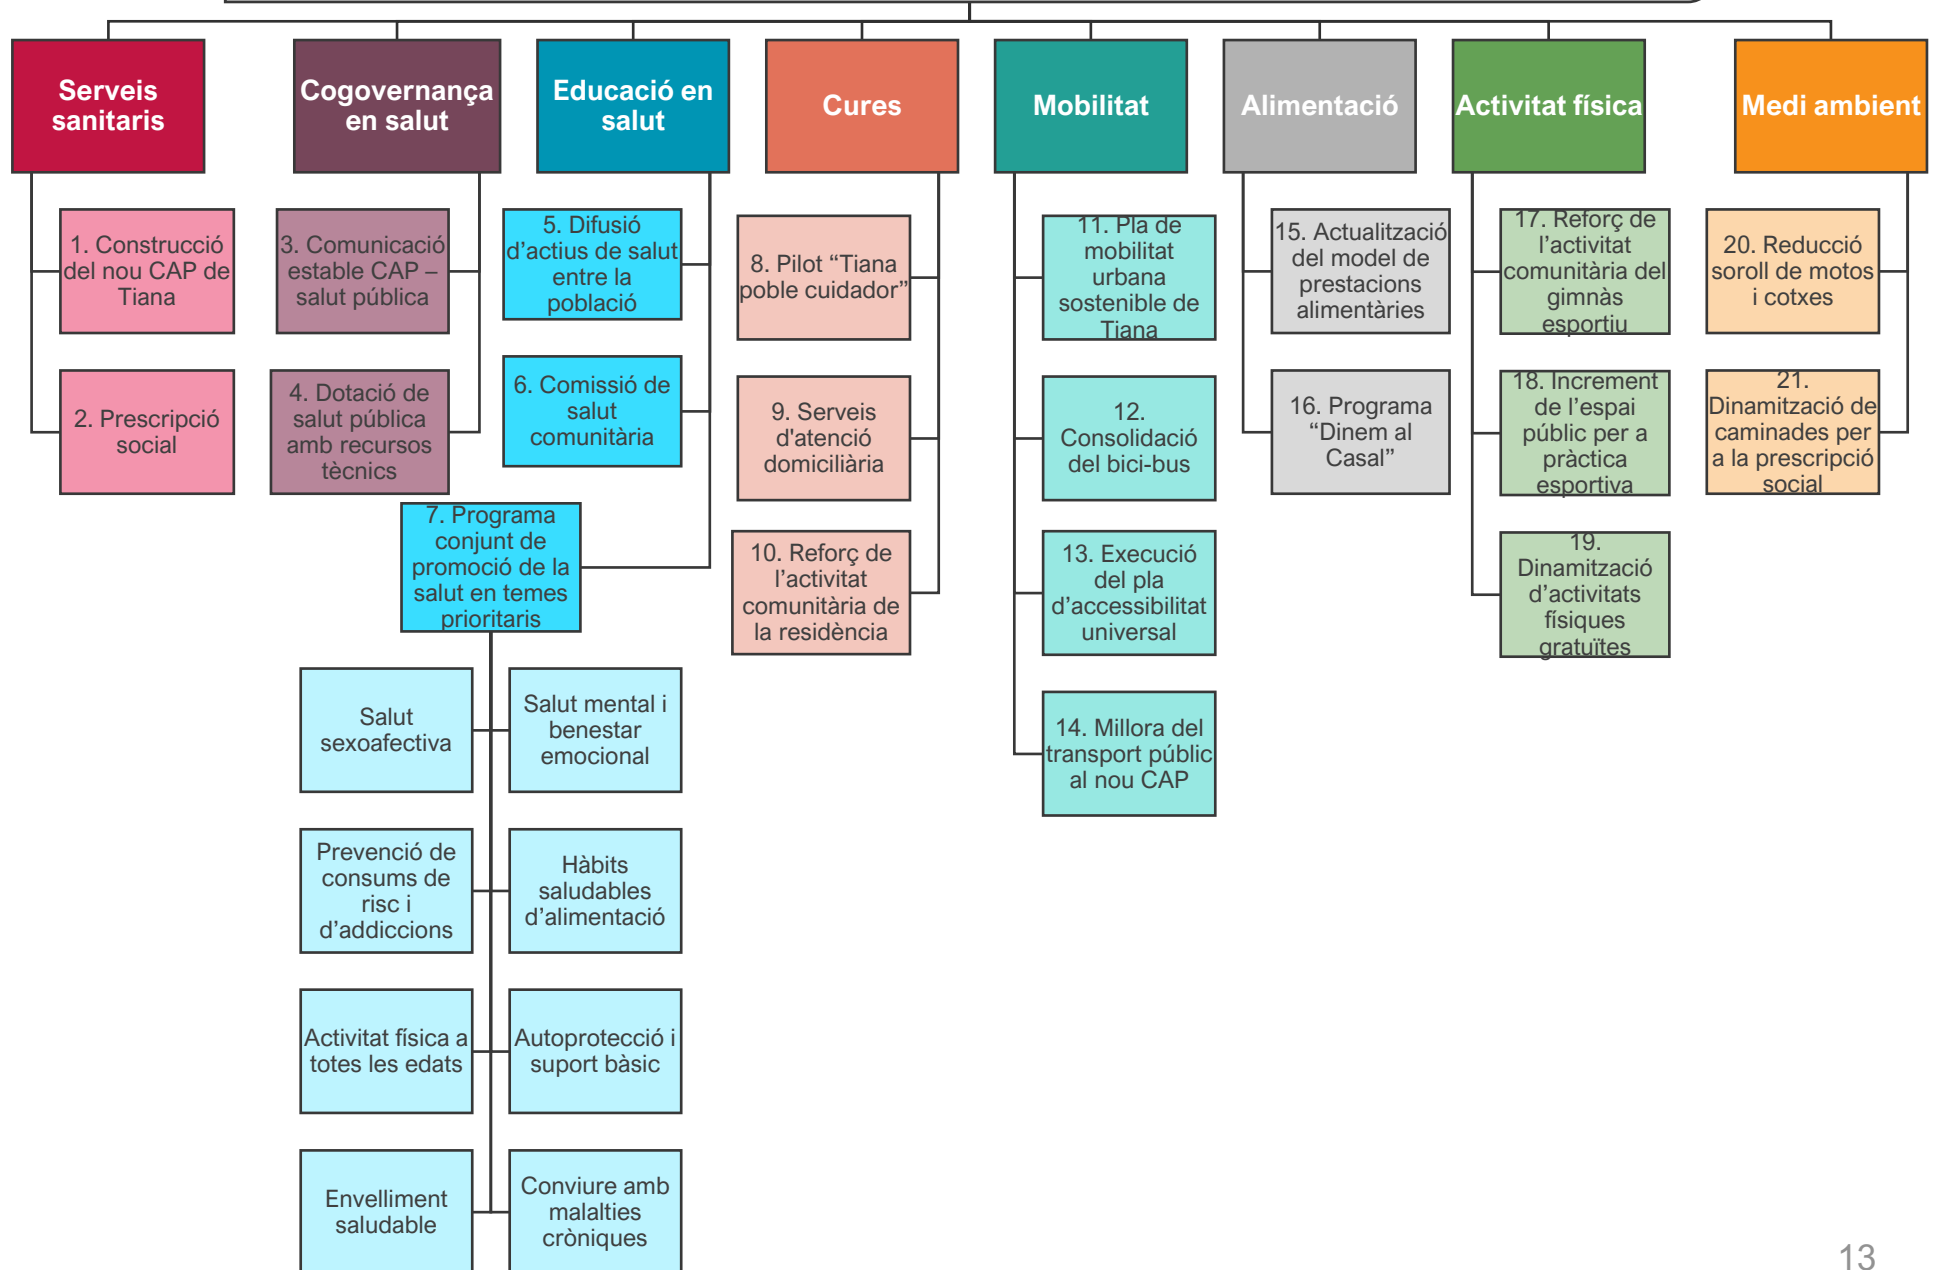 Serveis
sanitaris
Cogovernança
en salut
Educació en
salut
Cures
Mobilitat
Alimentació
Activitat física
Medi ambient
1. Construcció
del nou CAP de
Tiana
2. Prescripció
social
3. Comunicació
estable CAP –
salut pública
4. Dotació de
salut pública
amb recursos
tècnics
5. Difusió
d’actius de salut
entre la
població
6. Comissió de
salut
comunitària
7. Programa
conjunt de
promoció de la
salut en temes
prioritaris
Salut
sexoafectiva
Salut mental i
benestar
emocional
Prevenció de
consums de
risc i
d’addiccions
Hàbits
saludables
d’alimentació
Activitat física a
totes les edats
Autoprotecció i
suport bàsic
Envelliment
saludable
Conviure amb
malalties
cròniques
8. Pilot “Tiana
poble cuidador”
9. Serveis
d'atenció
domiciliària
10. Reforç de
l’activitat
comunitària de
la residència
11. Pla de
mobilitat
urbana
sostenible de
Tiana
12.
Consolidació
del bici-bus
13. Execució
del pla
d’accessibilitat
universal
14. Millora del
transport públic
al nou CAP
15. Actualització
del model de
prestacions
alimentàries
16. Programa
“Dinem al
Casal”
17. Reforç de
l’activitat
comunitària del
gimnàs
esportiu
18. Increment
de l’espai
públic per a
pràctica
esportiva
19.
Dinamització
d’activitats
físiques
gratuïtes
20. Reducció
soroll de motos
i cotxes
21.
Dinamització de
caminades per
a la prescripció
social
13